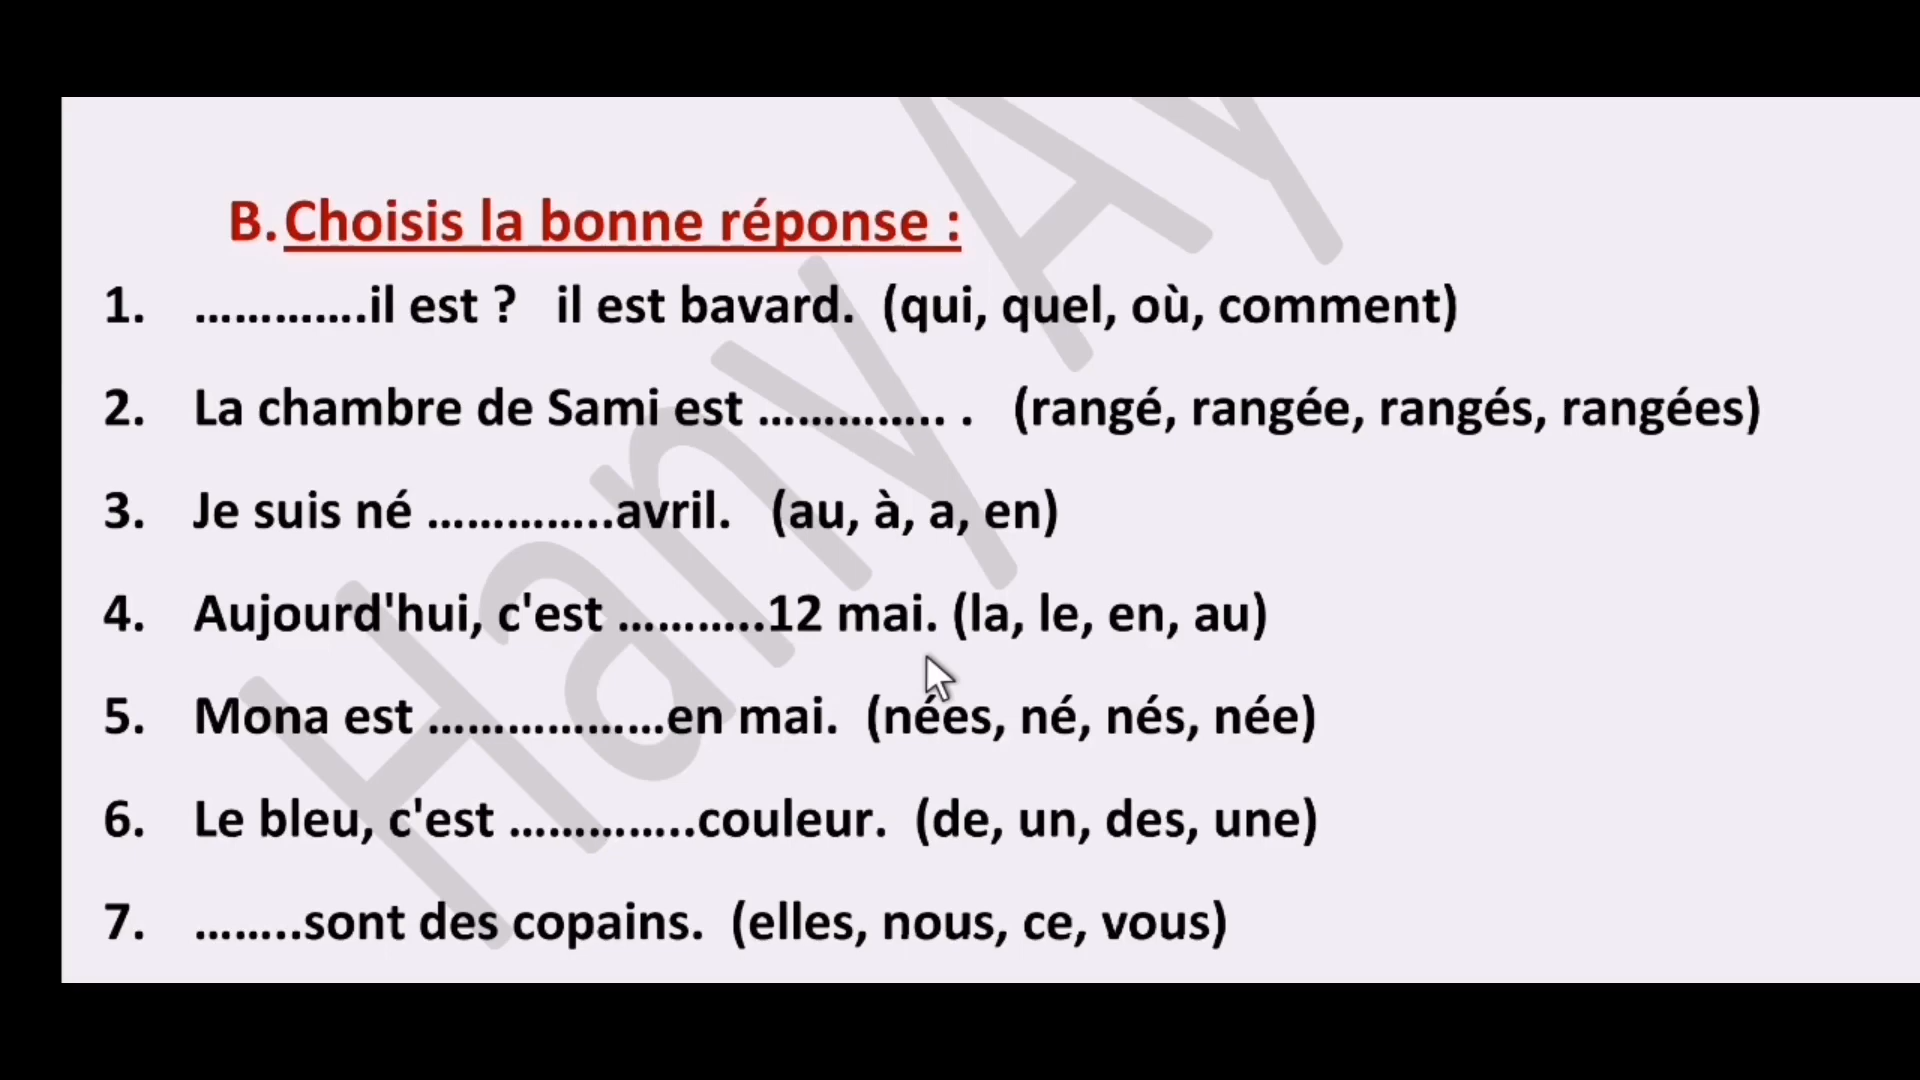 B. Choisis la bonne réponse :
1. ………….il est ? il est bavard. (qui, quel, où, comment)
2. La chambre de Sami est ………….. . (rangé, rangée, rangés, rangées)
3. Je suis né …………..avril. (au, à, a, en)
4. Aujourd'hui, c'est ………..12 mai. (la, le, en, au)
5. Mona est ………………en mai. (nées, né, nés, née)
6. Le bleu, c'est …………..couleur. (de, un, des, une)
7. ……..sont des copains. (elles, nous, ce, vous)
Hany Ay